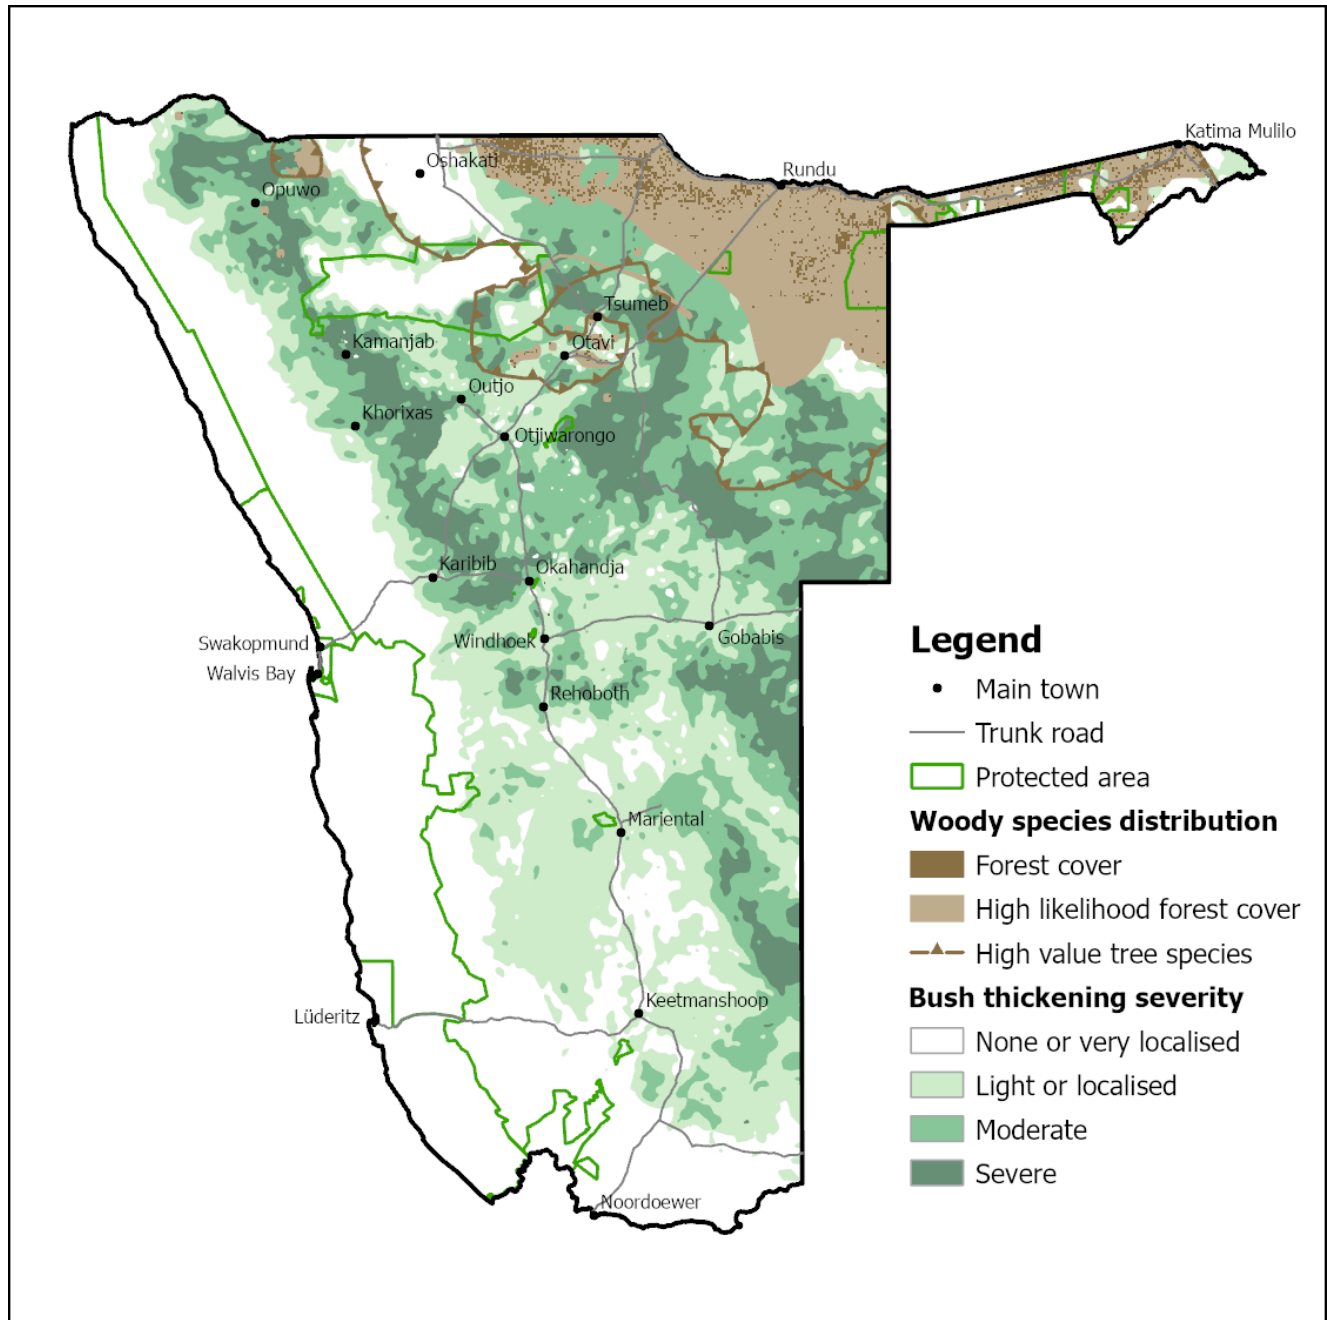 Katima Mulilo
Oshakati
Rundu
Opuwo
Tsumeb
Kamanjab
Otavi
Outjo
Khorixas
Otjiwarongo
Karibib
Okahandja
Swakopmund
Windhoek
Gobabis
Walvis Bay
Rehoboth
Mariental
Keetmanshoop
Lüderitz
Noordoewer
Legend
Main town
Trunk road
Protected area
Woody species distribution
Forest cover
High likelihood forest cover
High value tree species
Bush thickening severity
None or very localised
Light or localised
Moderate
Severe